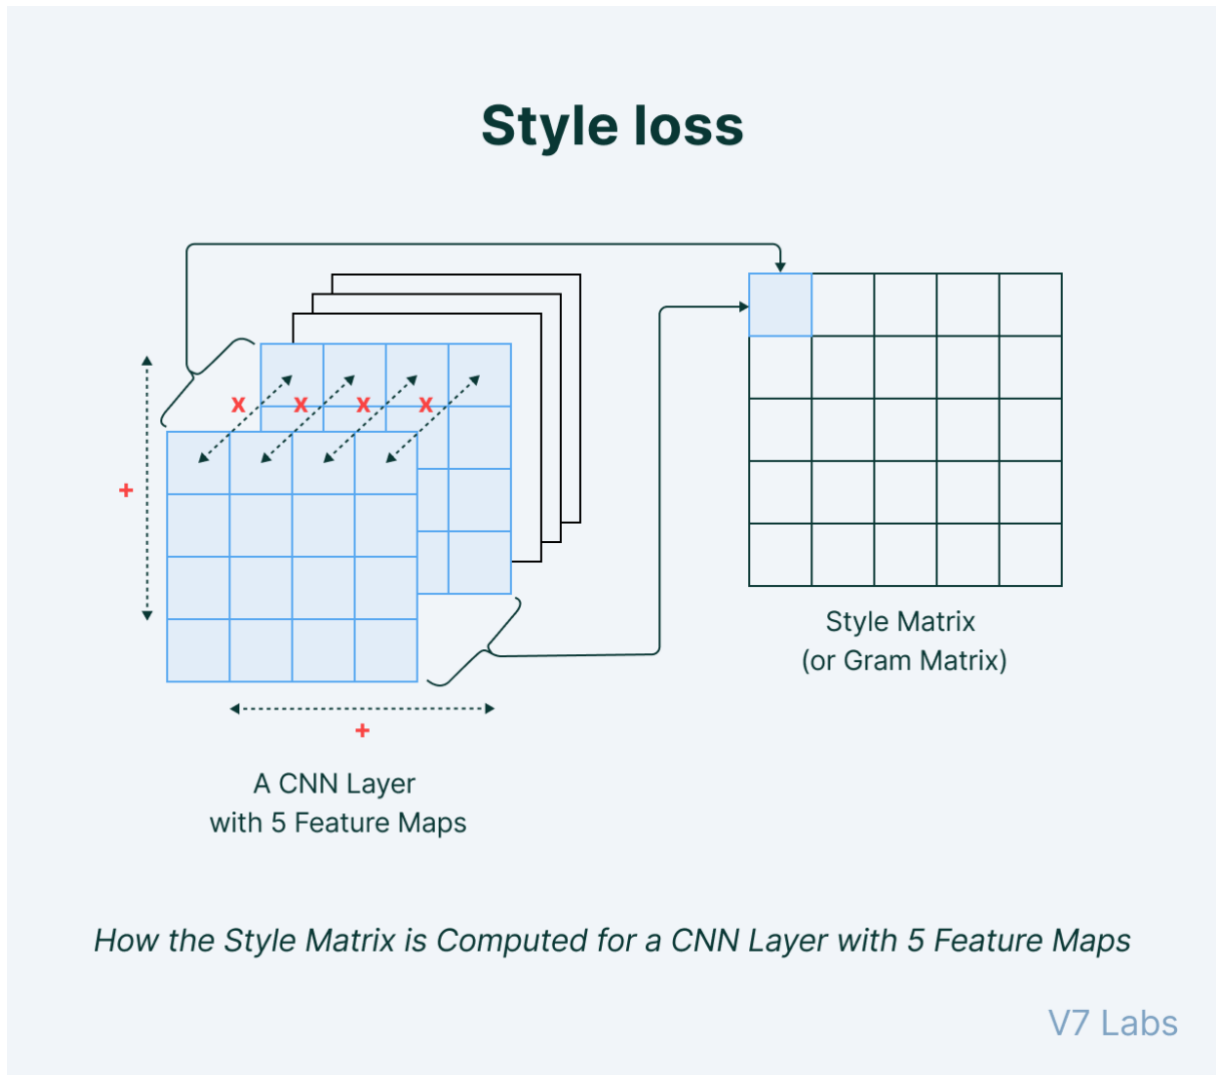 Style loss
x x x x
+
+
Style Matrix
(or Gram Matrix)
A CNN Layer
with 5 Feature Maps
How the Style Matrix is Computed for a CNN Layer with 5 Feature Maps
V7 Labs